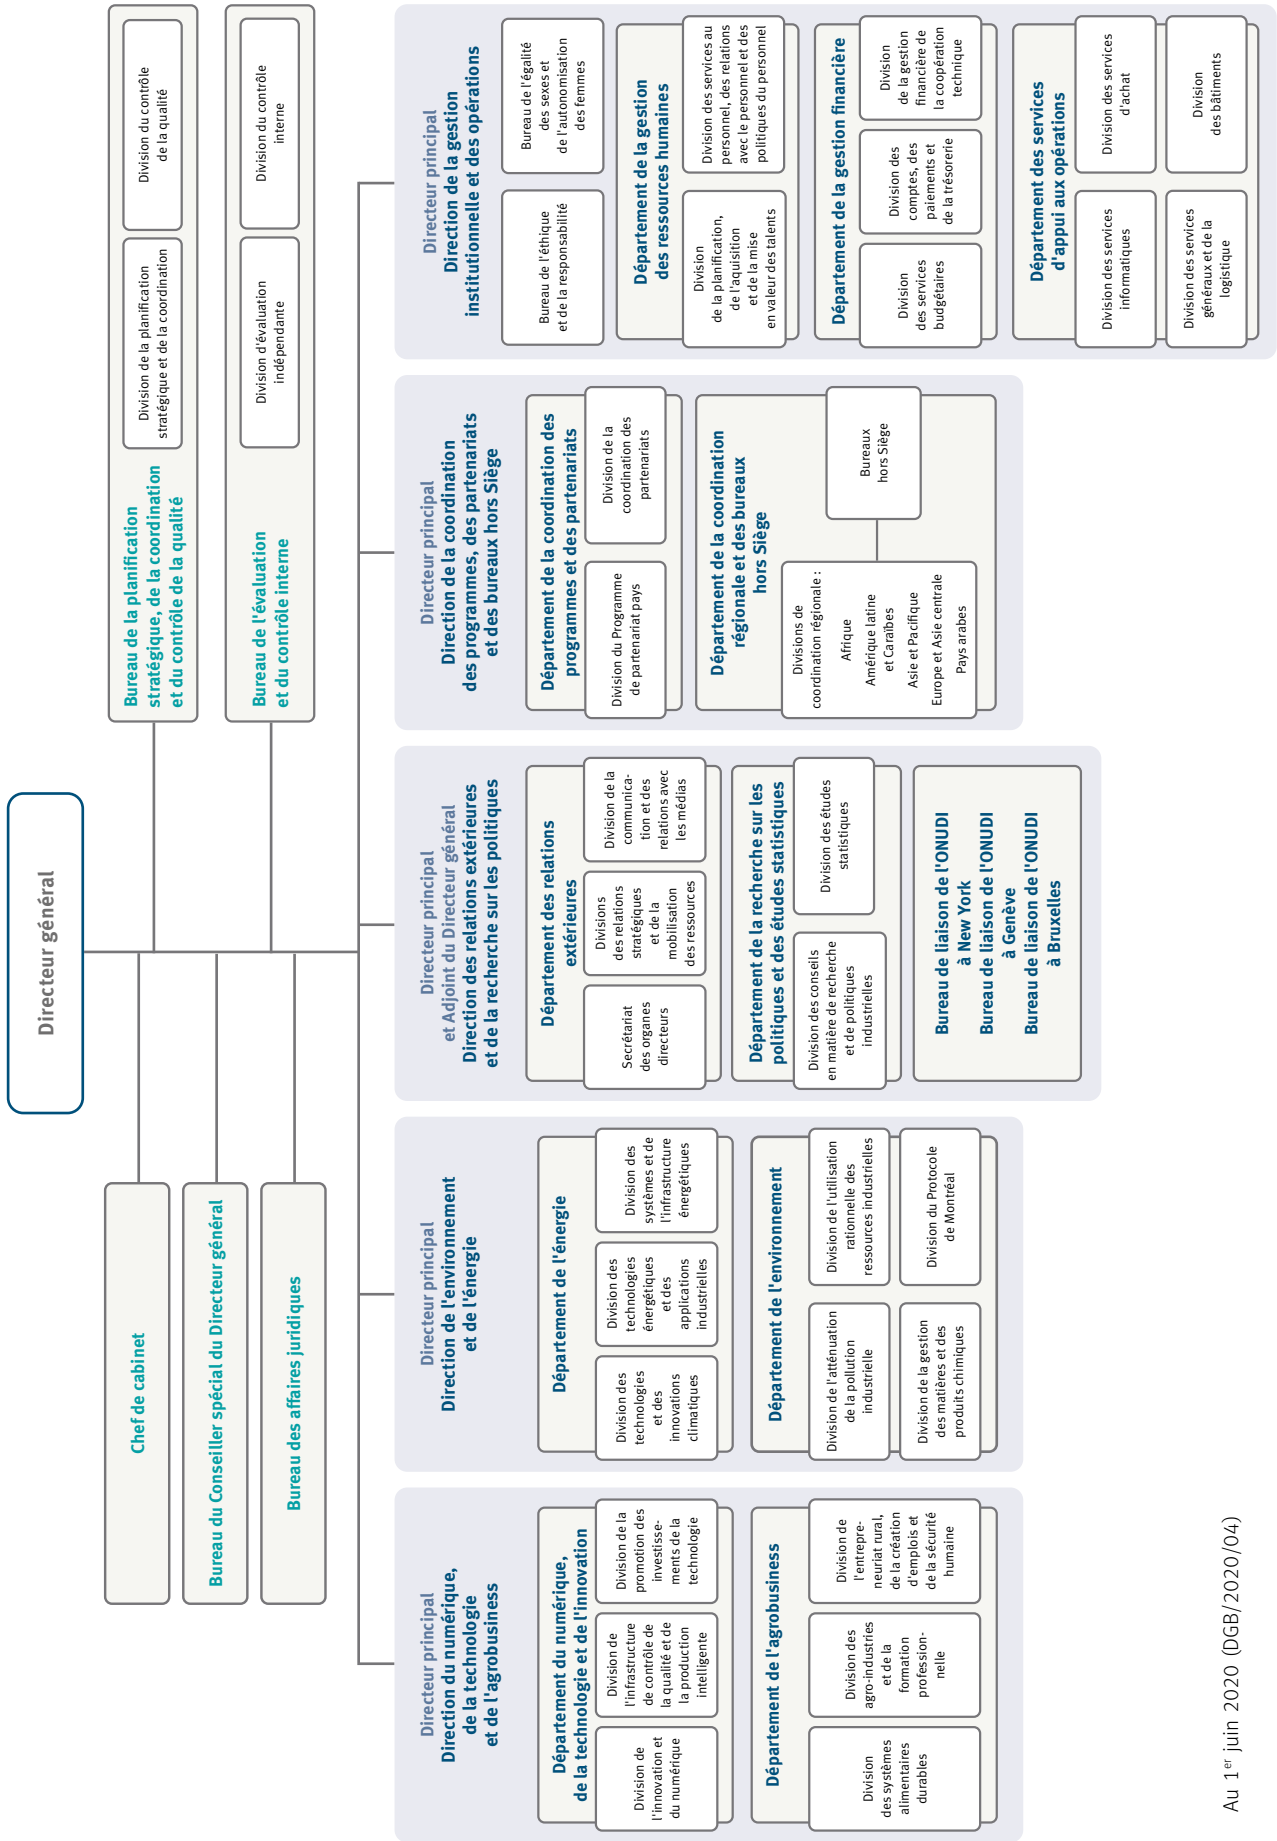 Directeur général
Chef de cabinet
Bureau du Conseiller spécial du Directeur général
Bureau des affaires juridiques
Bureau de la planification
stratégique, de la coordination
et du contrôle de la qualité
Division de la planification
stratégique et de la coordination
Division du contrôle
de la qualité
Bureau de l'évaluation
et du contrôle interne
Division d'évaluation
indépendante
Division du contrôle
interne
Directeur principal
Direction du numérique,
de la technologie
et de l'agrobusiness
Département du numérique,
de la technologie et de l'innovation
Division de
l'innovation et
du numérique
Division de
l'infrastructure
de contrôle de
la qualité et de
la production
intelligente
Division de la
promotion des
investisse-
ments de la
technologie
Département de l'agrobusiness
Division
des systèmes
alimentaires
durables
Division des
agro-industries
et de la
formation
profession-
nelle
Division de
l'entrepre-
neuriat rural,
de la création
d'emplois et
de la sécurité
humaine
Directeur principal
Direction de l'environnement
et de l'énergie
Département de l'énergie
Division des
technologies
et des
innovations
climatiques
Division des
technologies
énergétiques
et des
applications
industrielles
Division des
systèmes et de
l'infrastructure
énergétiques
Département de l'environnement
Division de l'atténuation
de la pollution
industrielle
Division de l'utilisation
rationnelle des
ressources industrielles
Division de la gestion
des matières et des
produits chimiques
Division du Protocole
de Montréal
Directeur principal
et Adjoint du Directeur général
Direction des relations extérieures
et de la recherche sur les politiques
Département des relations
extérieures
Secrétariat
des organes
directeurs
Divisions
des relations
stratégiques
et de la
mobilisation
des ressources
Division de la
communica-
tion et des
relations avec
les médias
Département de la recherche sur les
politiques et des études statistiques
Division des conseils
en matière de recherche
et de politiques
industrielles
Division des études
statistiques
Bureau de liaison de l'ONUDI
à New York
Bureau de liaison de l'ONUDI
à Genève
Bureau de liaison de l'ONUDI
à Bruxelles
Directeur principal
Direction de la coordination
des programmes, des partenariats
et des bureaux hors Siège
Département de la coordination des
programmes et des partenariats
Division du Programme
de partenariat pays
Division de la
coordination des
partenariats
Département de la coordination
régionale et des bureaux
hors Siège
Divisions de
coordination régionale :
Afrique
Amérique latine
et Caraïbes
Asie et Pacifique
Europe et Asie centrale
Pays arabes
Bureaux
hors Siège
Directeur principal
Direction de la gestion
institutionnelle et des opérations
Bureau de l'éthique
et de la responsabilité
Bureau de l'égalité
des sexes et
de l'autonomisation
des femmes
Département de la gestion
des ressources humaines
Division
de la planification,
de l'aquisition
et de la mise
en valeur des talents
Division des services au
personnel, des relations
avec le personnel et des
politiques du personnel
Département de la gestion financière
Division
des services
budgétaires
Division des
comptes, des
paiements et
de la trésorerie
Division
de la gestion
financière de
la coopération
technique
Département des services
d'appui aux opérations
Division des services
informatiques
Division des services
d'achat
Division des services
généraux et de la
logistique
Division
des bâtiments
Au 1er juin 2020 (DGB/2020/04)